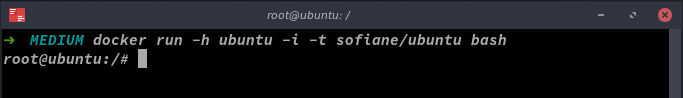 root@ubuntu: /
➜ MEDIUM docker run -h ubuntu -i -t sofiane/ubuntu bash
root@ubuntu:/#